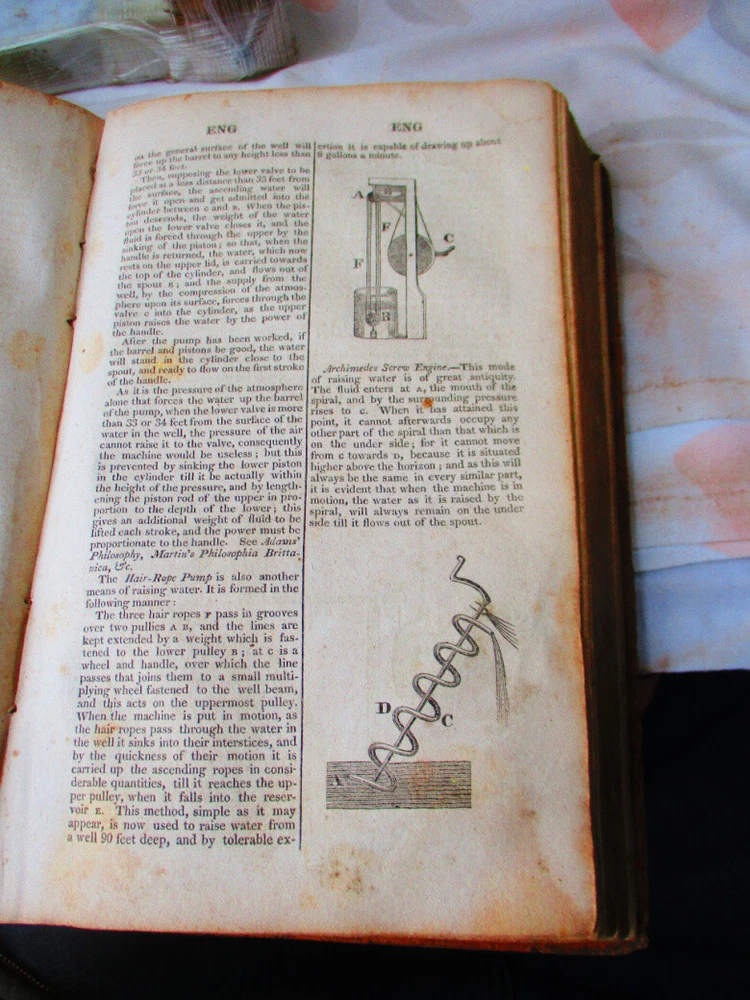 ENG
on the general surface of the well will
force up the barrel to any height less than
33 or 34 feet.
Then, supposing the lower valve to be
placed at a less distance than 33 feet from
the surface, the ascending water will
force it open and get admitted into the
cylinder between C and B. When the pis-
ton descends, the weight of the water
upon the lower valve closes it, and the
fluid is forced through the upper by the
sinking of the piston; so that, when the
handle is returned, the water, which now
rests on the upper lid, is carried towards
the top of the cylinder, and flows out of
the spout E; and the supply from the
well, by the compression of the atmos-
phere upon its surface, forces through the
valve C into the cylinder, as the upper
piston raises the water by the power of
the handle.
After the pump has been worked, if
the barrel and pistons be good, the water
will stand in the cylinder close to the
spout, and ready to flow on the first stroke
of the handle.
As it is the pressure of the atmosphere
alone that forces the water up the barrel
of the pump, when the lower valve is more
than 33 or 34 feet from the surface of the
water in the well, the pressure of the air
cannot raise it to the valve, consequently
the machine would be useless; but this
is prevented by sinking the lower piston
in the cylinder till it be actually within
the height of the pressure, and by length-
ening the piston rod of the upper in pro-
portion to the depth of the lower; this
gives an additional weight of fluid to be
lifted each stroke, and the power must be
proportionate to the handle. See Adams'
Philosophy, Martin's Philosophia Britta-
nica, &c.
The Hair-Rope Pump is also another
means of raising water. It is formed in the
following manner:
The three hair ropes F pass in grooves
over two pullies A B, and the lines are
kept extended by a weight which is fas-
tened to the lower pulley B; at C is a
wheel and handle, over which the line
passes that joins them to a small multi-
plying wheel fastened to the well beam,
and this acts on the uppermost pulley.
When the machine is put in motion, as
the hair ropes pass through the water in
the well it sinks into their interstices, and
by the quickness of their motion it is
carried up the ascending ropes in consi-
derable quantities, till it reaches the up-
per pulley, when it falls into the reser-
voir E. This method, simple as it may
appear, is now used to raise water from
a well 90 feet deep, and by tolerable ex-
ENG
ertion it is capable of drawing up about
9 gallons a minute.
A
E
F
C
F
B
Archimedes Screw Engine.—This mode
of raising water is of great antiquity.
The fluid enters at A, the mouth of the
spiral, and by the surrounding pressure
rises to C. When it has attained this
point, it cannot afterwards occupy any
other part of the spiral than that which is
on the under side; for it cannot move
from C towards D, because it is situated
higher above the horizon; and as this will
always be the same in every similar part,
it is evident that when the machine is in
motion, the water as it is raised by the
spiral, will always remain on the under
side till it flows out of the spout.
D
C
A